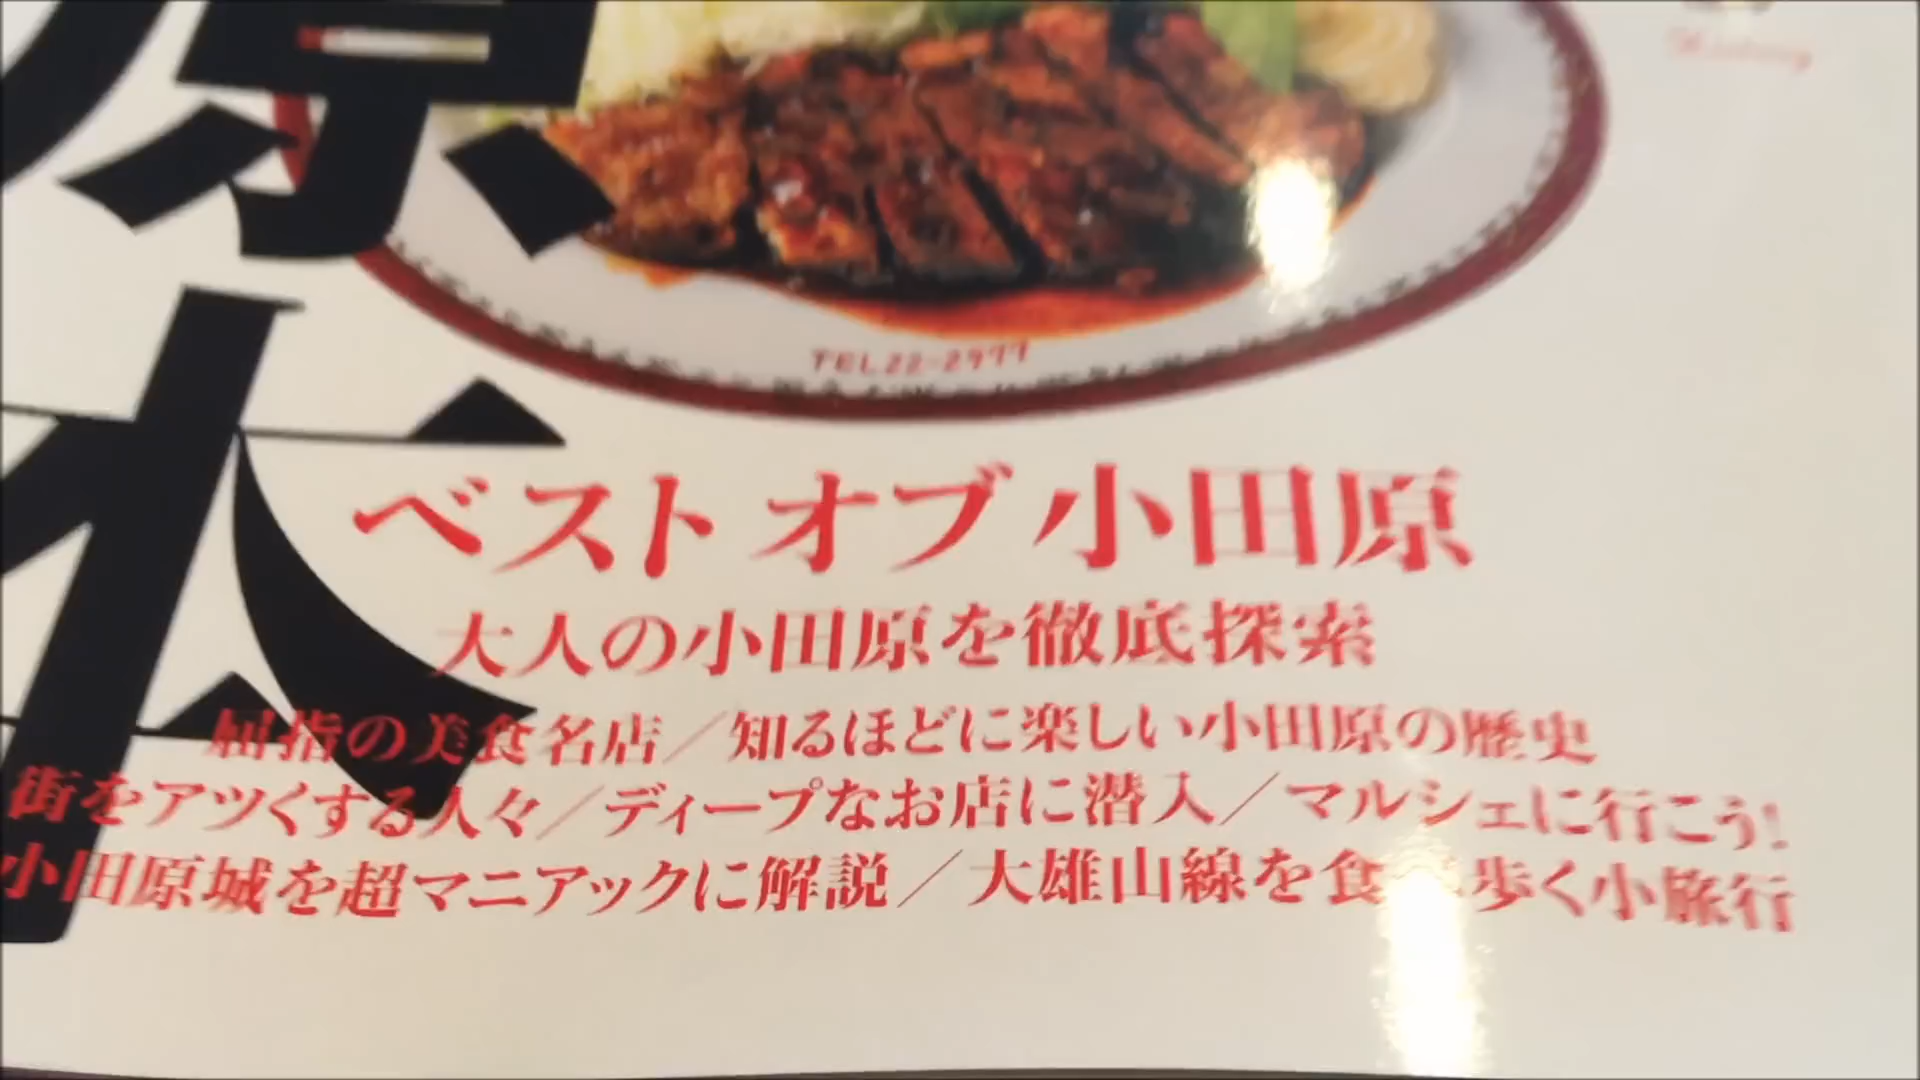 原
本
TEL22-2977
ベスト オブ 小田原
大人の小田原を徹底探索
屈指の美食名店／知るほどに楽しい小田原の歴史
街をアツくする人々／ディープなお店に潜入／マルシェに行こう!
小田原城を超マニアックに解説／大雄山線を食 歩く小旅行